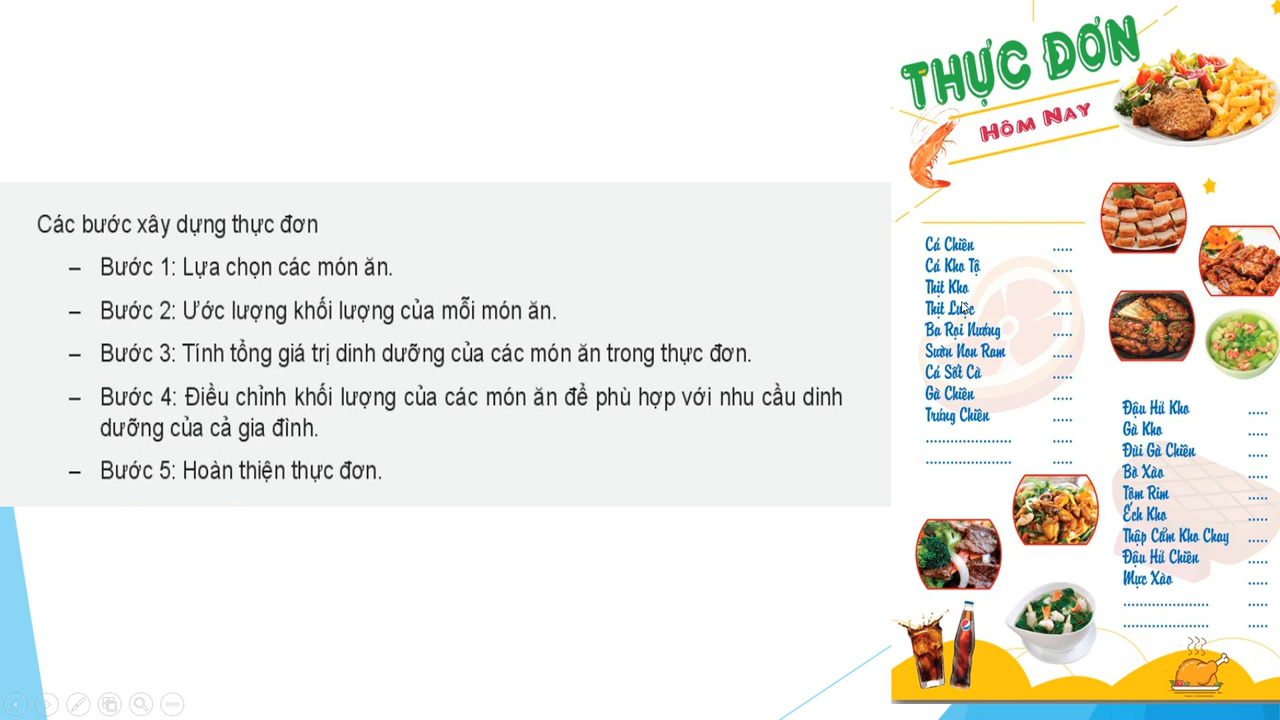 Các bước xây dựng thực đơn
– Bước 1: Lựa chọn các món ăn.
– Bước 2: Ước lượng khối lượng của mỗi món ăn.
– Bước 3: Tính tổng giá trị dinh dưỡng của các món ăn trong thực đơn.
– Bước 4: Điều chỉnh khối lượng của các món ăn để phù hợp với nhu cầu dinh
dưỡng của cả gia đình.
– Bước 5: Hoàn thiện thực đơn.
THỰC ĐƠN
HÔM NAY
Cá Chiên .....
Cá Kho Tộ .....
Thịt Kho .....
Thịt Luộc .....
Ba Rọi Nướng .....
Sườn Non Ram .....
Cá Sốt Cà .....
Gà Chiên .....
Trứng Chiên .....
..................... .....
..................... .....
Đậu Hũ Kho .....
Gà Kho .....
Đùi Gà Chiên .....
Bò Xào .....
Tôm Rim .....
Ếch Kho .....
Thập Cẩm Kho Chay .....
Đậu Hũ Chiên .....
Mực Xào .....
..................... .....
..................... .....